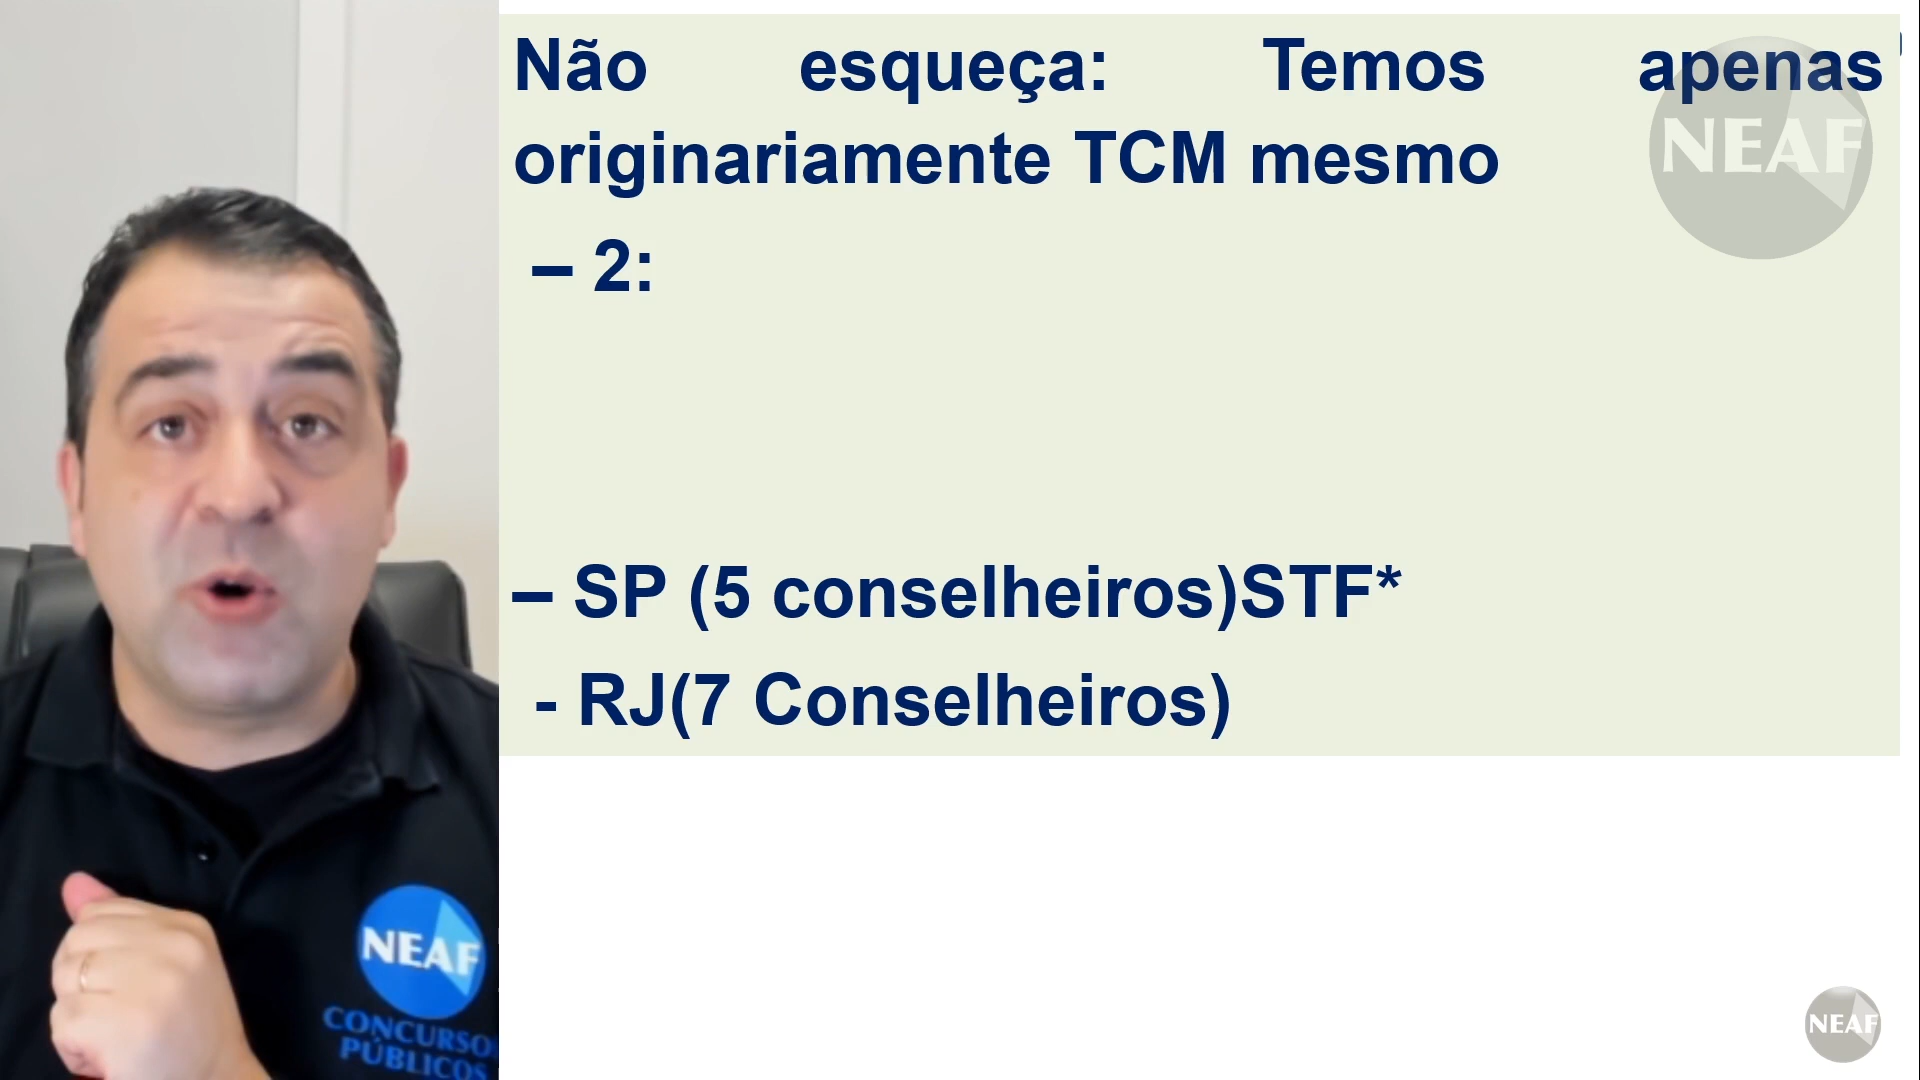 Não esqueça: Temos apenas
originariamente TCM mesmo
– 2:
– SP (5 conselheiros)STF*
- RJ(7 Conselheiros)
NEAF
NEAF
CONCURSO
PÚBLICOS
NEAF